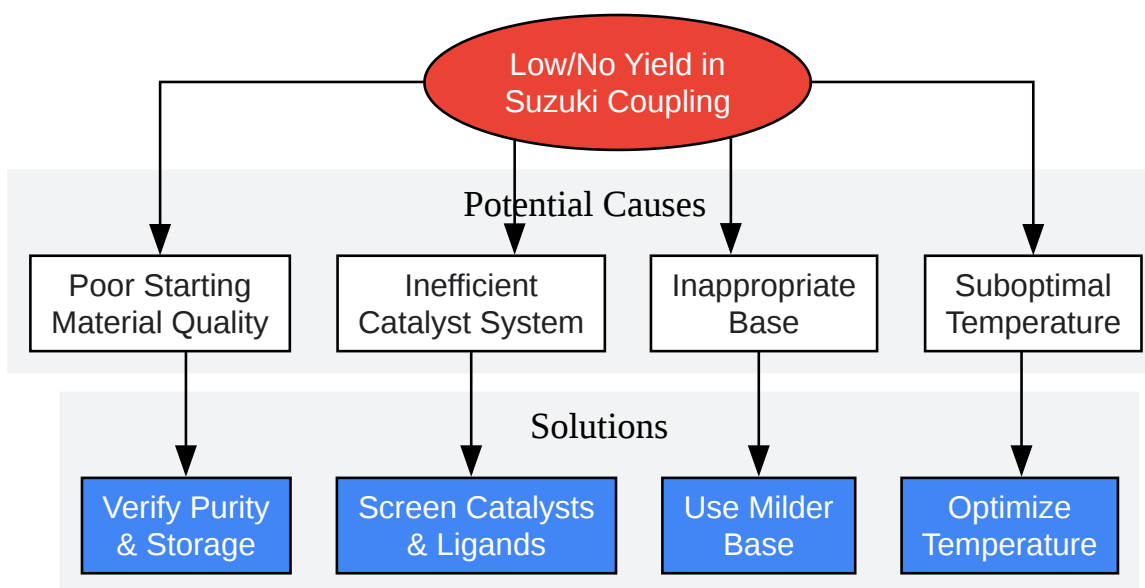 Low/No Yield in
Suzuki Coupling
Potential Causes
Poor Starting
Material Quality
Inefficient
Catalyst System
Inappropriate
Base
Suboptimal
Temperature
Solutions
Verify Purity
& Storage
Screen Catalysts
& Ligands
Use Milder
Base
Optimize
Temperature